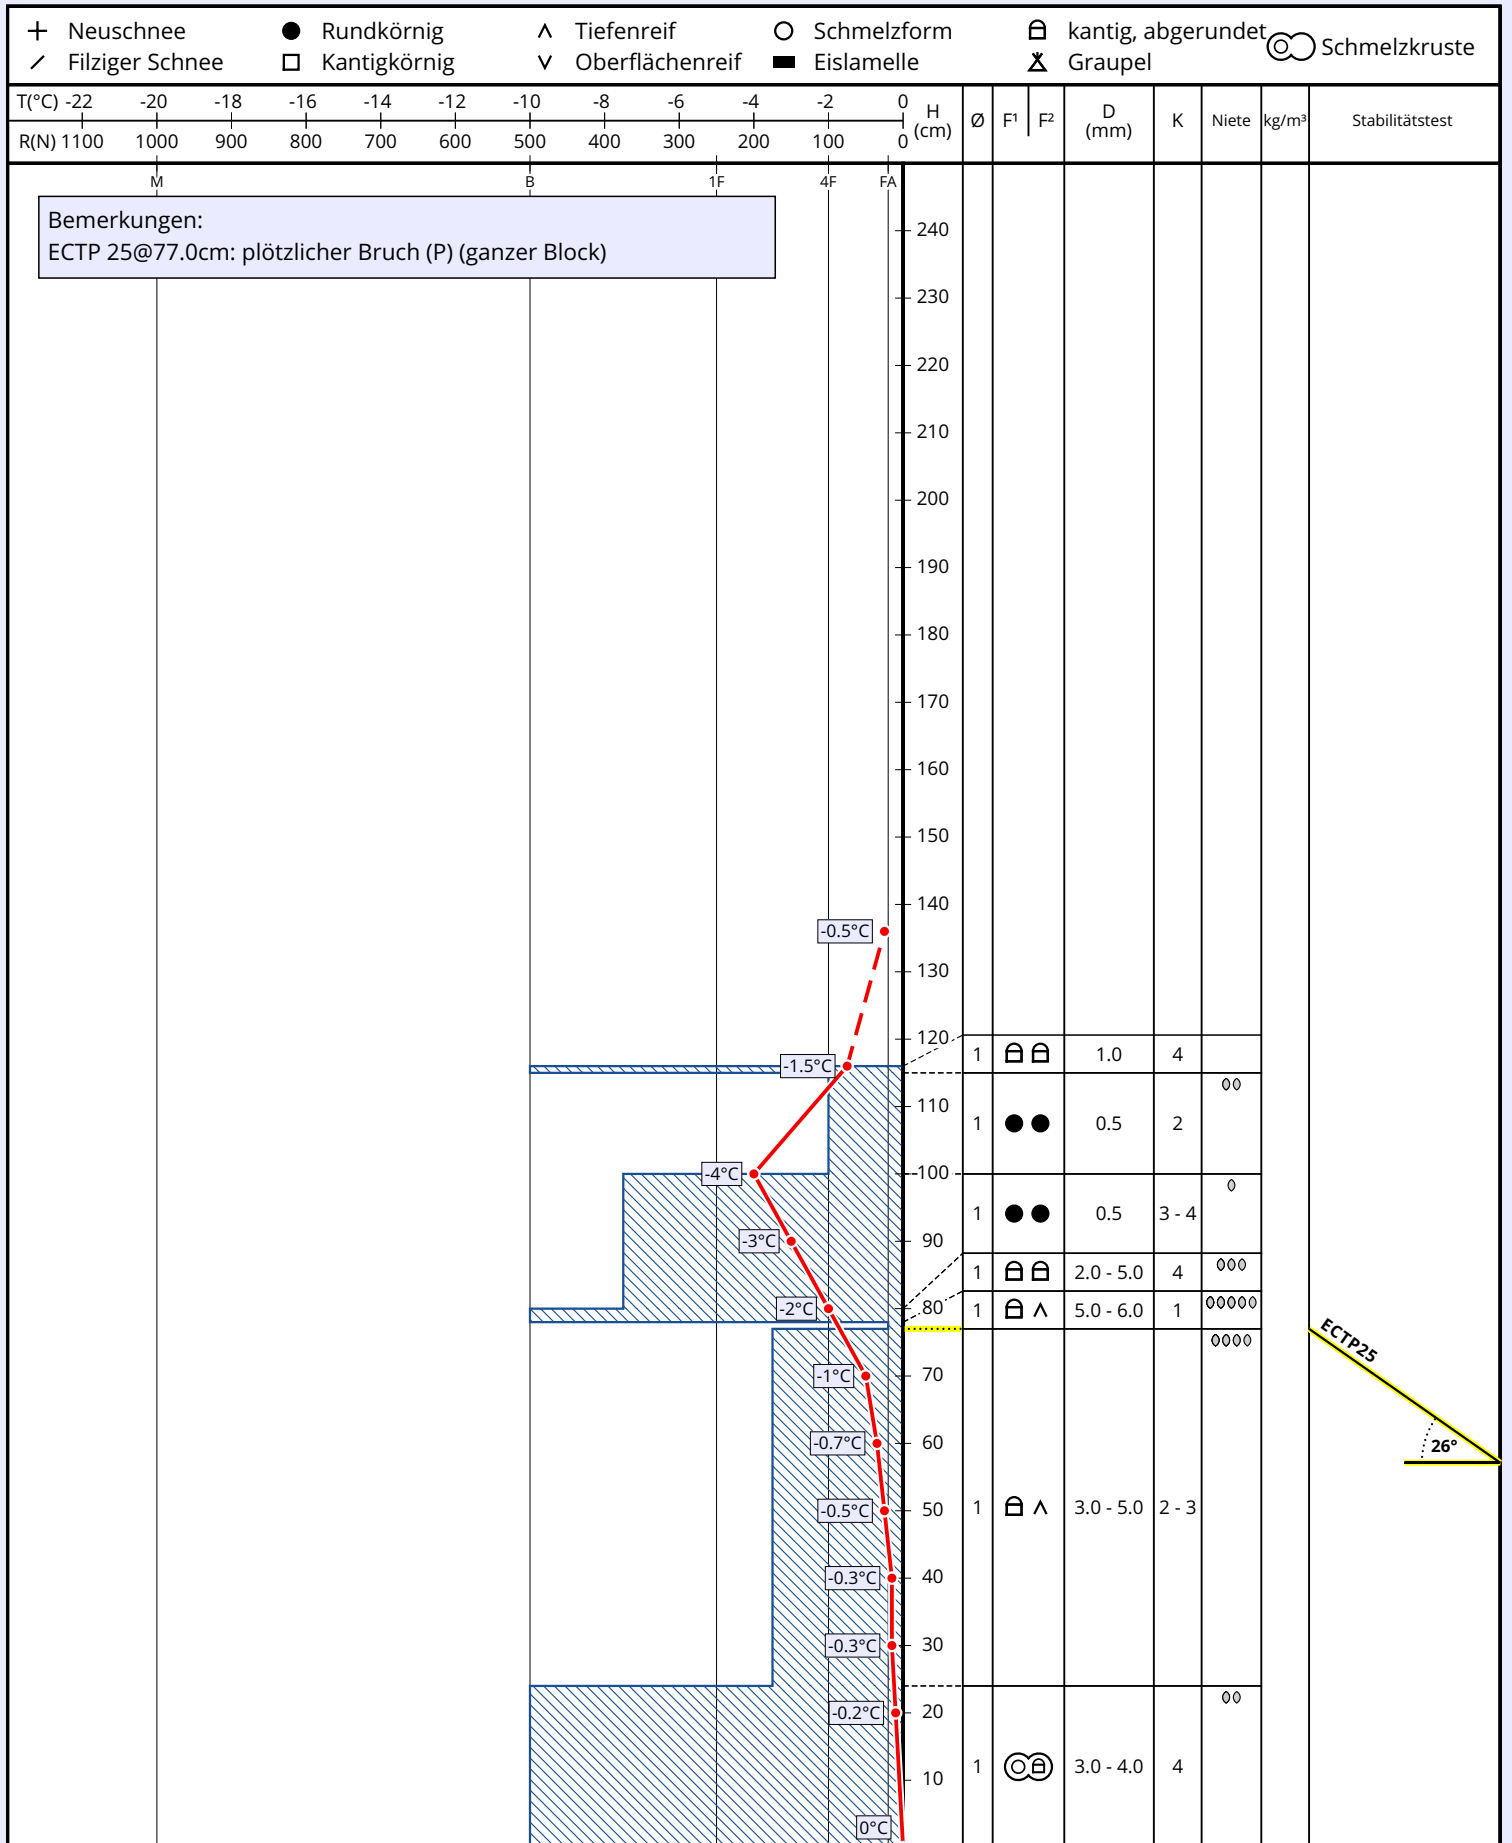 Neuschnee Rundkörnig Tiefenreif Schmelzform kantig, abgerundet Schmelzkruste
Filziger Schnee Kantigkörnig Oberflächenreif Eislamelle Graupel
T(°C) -22 -20 -18 -16 -14 -12 -10 -8 -6 -4 -2 0
R(N) 1100 1000 900 800 700 600 500 400 300 200 100 0
H (cm) Ø F¹ F² D (mm) K Niete kg/m³ Stabilitätstest
M B 1F 4F FA
Bemerkungen:
ECTP 25@77.0cm: plötzlicher Bruch (P) (ganzer Block)
240
230
220
210
200
190
180
170
160
150
140
-0.5°C
130
120
1 1.0 4
-1.5°C
110
1 0.5 2
-4°C 100
1 0.5 3 - 4
-3°C 90
1 2.0 - 5.0 4
-2°C 80 1 5.0 - 6.0 1
ECTP25
-1°C 70
-0.7°C 60 26°
-0.5°C 50 1 3.0 - 5.0 2 - 3
-0.3°C 40
-0.3°C 30
-0.2°C 20
1 3.0 - 4.0 4
10
0°C